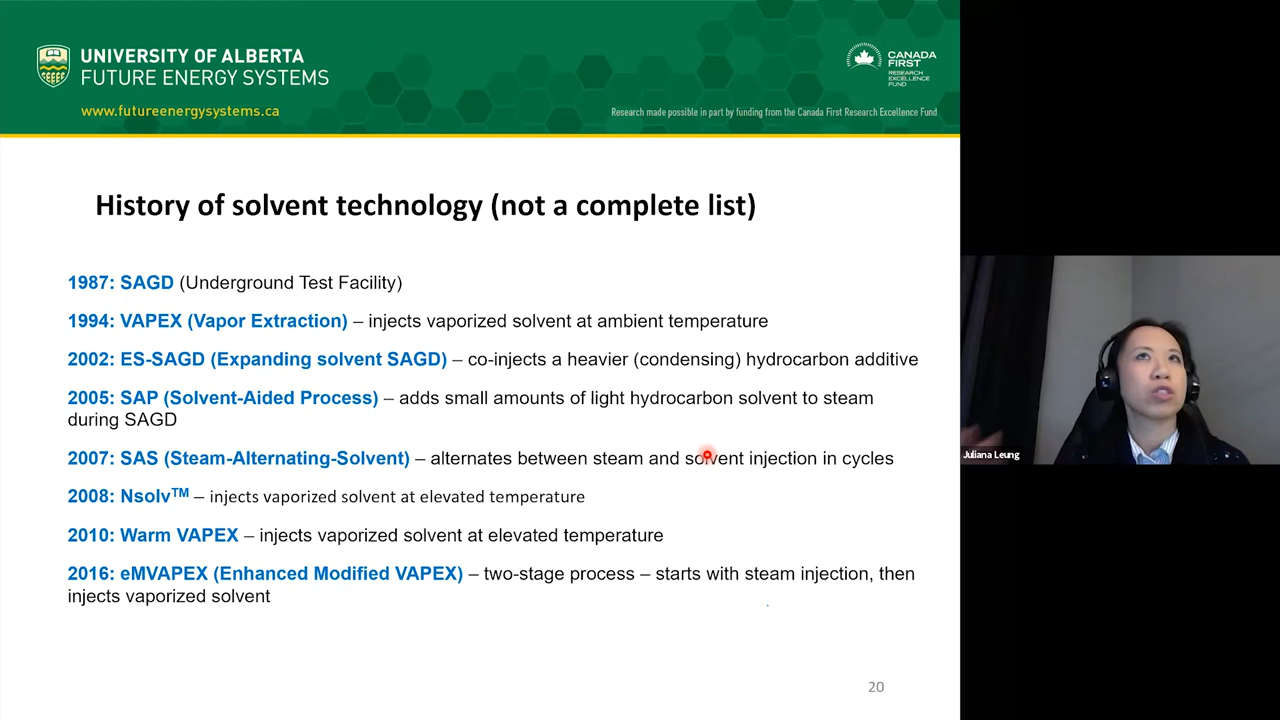 UNIVERSITY OF ALBERTA
FUTURE ENERGY SYSTEMS
www.futureenergysystems.ca
CANADA
FIRST
RESEARCH
EXCELLENCE
FUND
Research made possible in part by funding from the Canada First Research Excellence Fund
History of solvent technology (not a complete list)
1987: SAGD (Underground Test Facility)
1994: VAPEX (Vapor Extraction) – injects vaporized solvent at ambient temperature
2002: ES-SAGD (Expanding solvent SAGD) – co-injects a heavier (condensing) hydrocarbon additive
2005: SAP (Solvent-Aided Process) – adds small amounts of light hydrocarbon solvent to steam
during SAGD
2007: SAS (Steam-Alternating-Solvent) – alternates between steam and solvent injection in cycles
2008: Nsolv™ – injects vaporized solvent at elevated temperature
2010: Warm VAPEX – injects vaporized solvent at elevated temperature
2016: eMVAPEX (Enhanced Modified VAPEX) – two-stage process – starts with steam injection, then
injects vaporized solvent
20
Juliana Leung